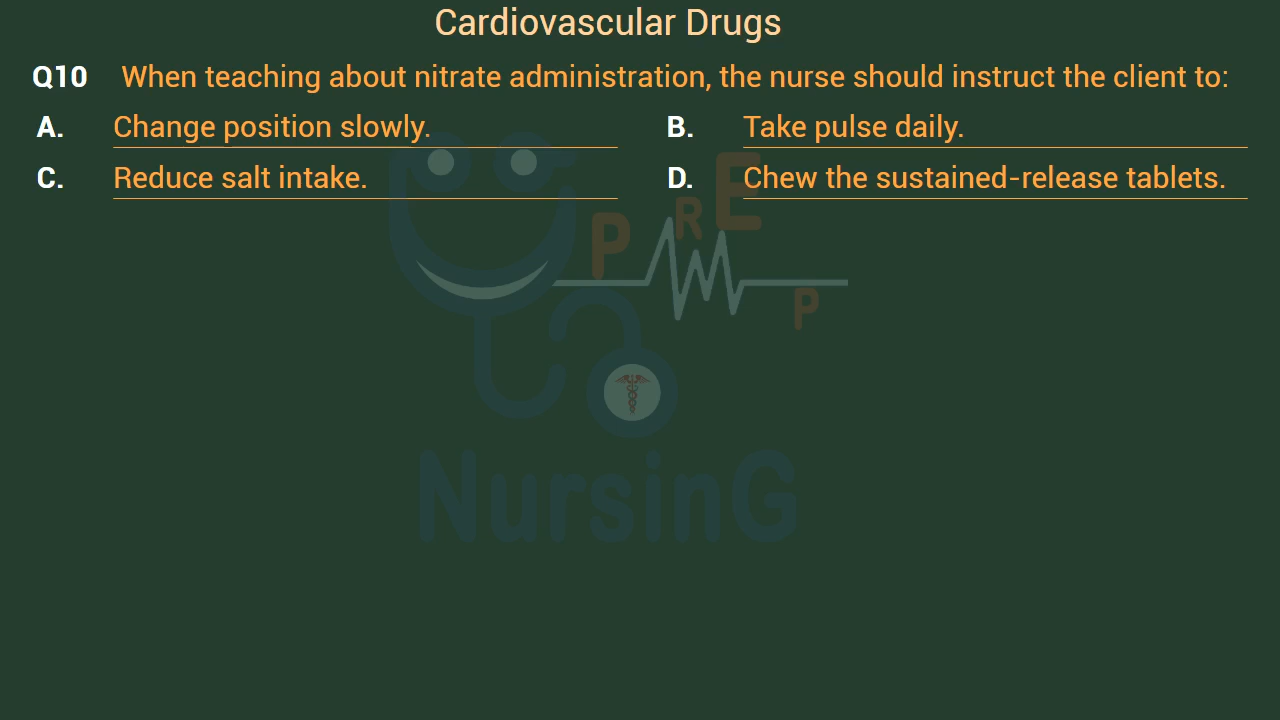 Cardiovascular Drugs
Q10 When teaching about nitrate administration, the nurse should instruct the client to:
A. Change position slowly. B. Take pulse daily.
C. Reduce salt intake. D. Chew the sustained-release tablets.
PREP
NursinG